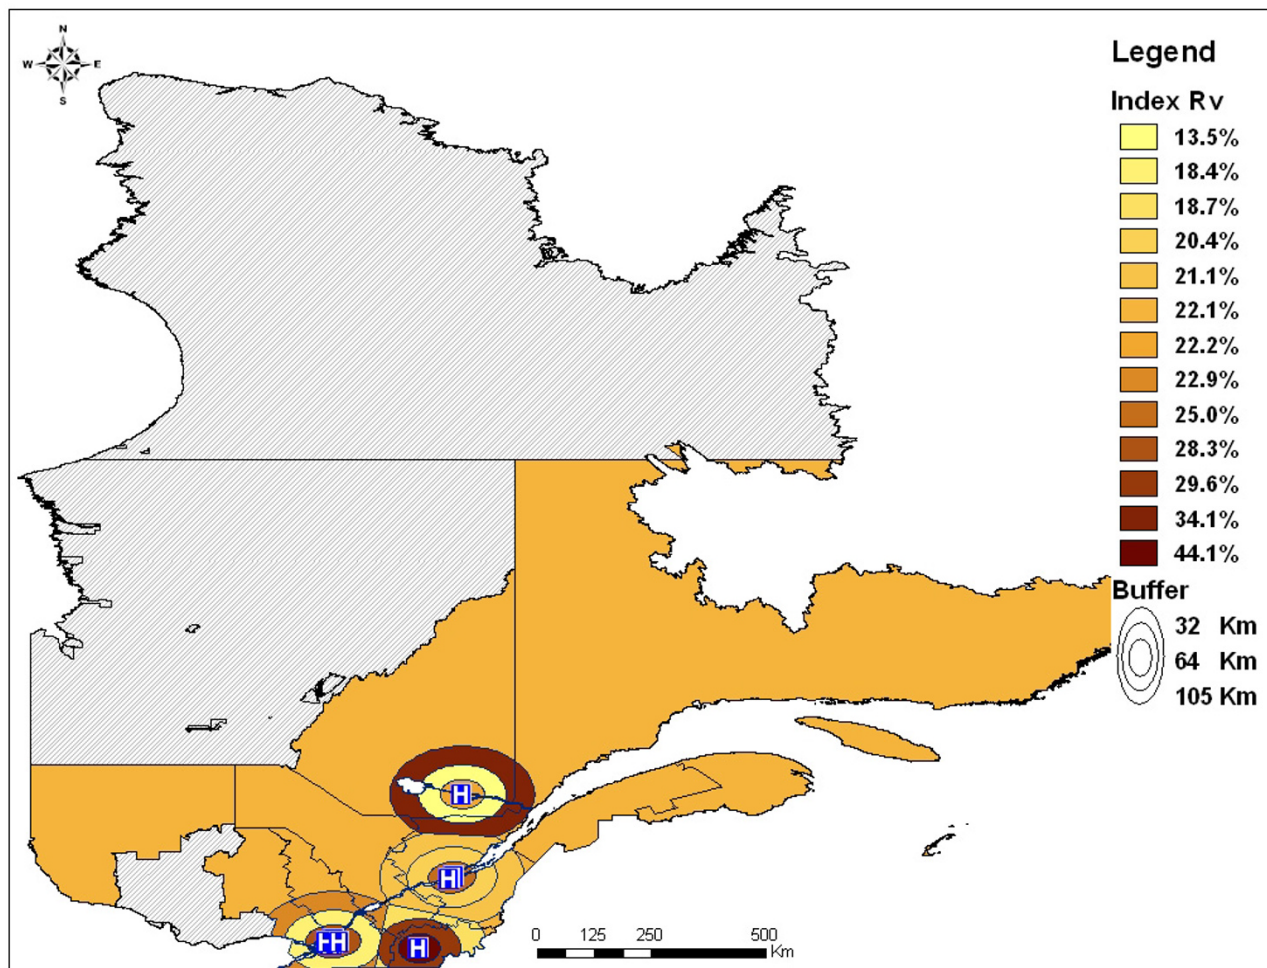 N
W E
S
Legend
Index Rv
13.5%
18.4%
18.7%
20.4%
21.1%
22.1%
22.2%
22.9%
25.0%
28.3%
29.6%
34.1%
44.1%
Buffer
32 Km
64 Km
105 Km
H
H
H H
H
0 125 250 500
Km